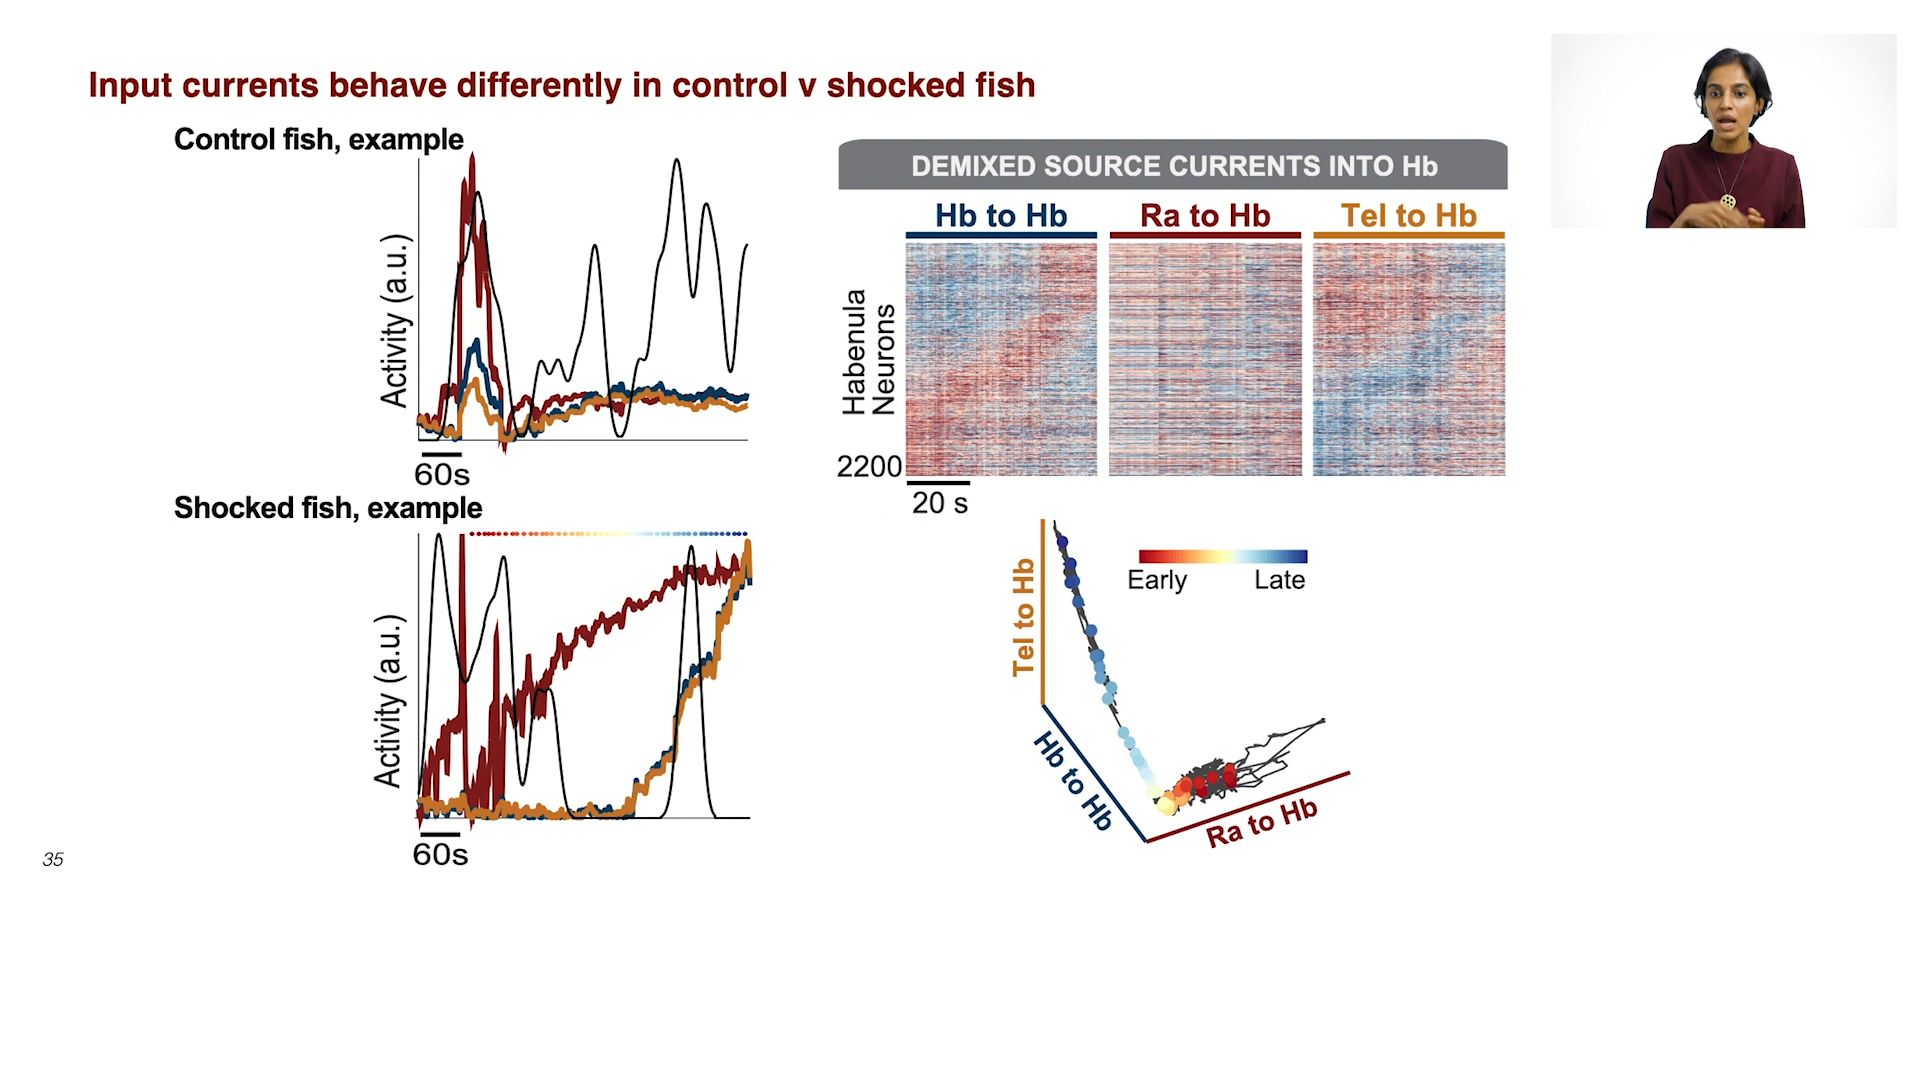 Input currents behave differently in control v shocked fish
Control fish, example
Activity (a.u.)
60s
Shocked fish, example
Activity (a.u.)
60s
DEMIXED SOURCE CURRENTS INTO Hb
Hb to Hb
Ra to Hb
Tel to Hb
Habenula
Neurons
2200
20 s
Early
Late
Tel to Hb
Hb to Hb
Ra to Hb
35